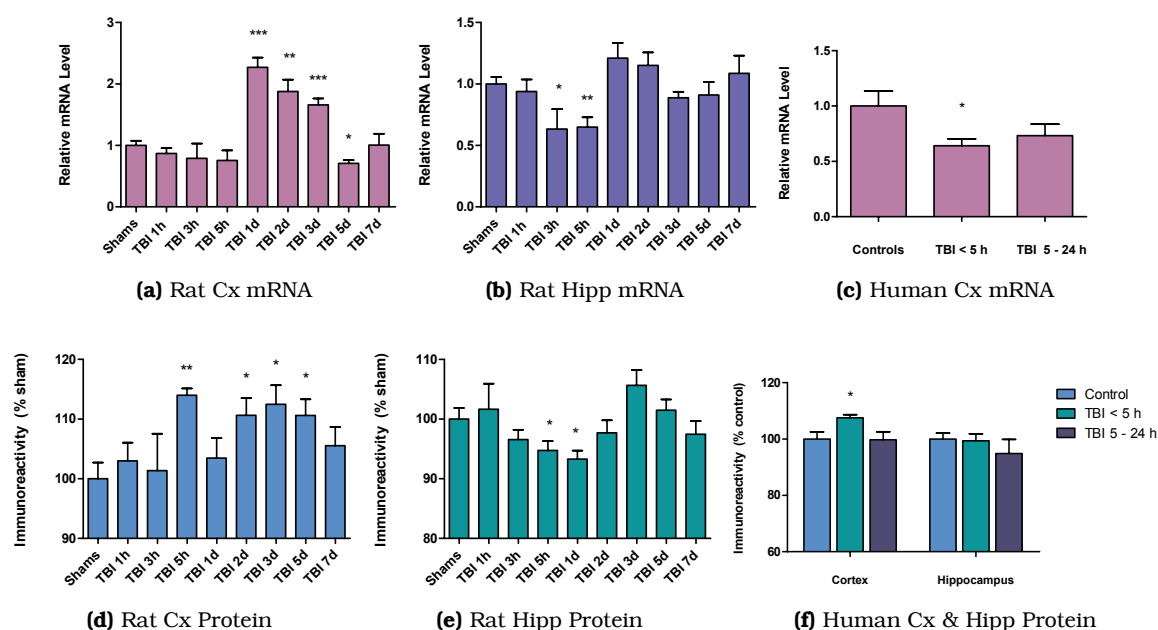 Relative mRNA Level
3
2
1
0
***
**
***
*
Shams
TBI 1h
TBI 3h
TBI 5h
TBI 1d
TBI 2d
TBI 3d
TBI 5d
TBI 7d
(a) Rat Cx mRNA
Relative mRNA Level
1.5
1.0
0.5
0.0
*
**
Shams
TBI 1h
TBI 3h
TBI 5h
TBI 1d
TBI 2d
TBI 3d
TBI 5d
TBI 7d
(b) Rat Hipp mRNA
Relative mRNA Level
1.5
1.0
0.5
0.0
*
Controls
TBI < 5 h
TBI 5 - 24 h
(c) Human Cx mRNA
Immunoreactivity (% sham)
120
110
100
90
**
*
*
*
Shams
TBI 1h
TBI 3h
TBI 5h
TBI 1d
TBI 2d
TBI 3d
TBI 5d
TBI 7d
(d) Rat Cx Protein
Immunoreactivity (% sham)
110
100
90
80
*
*
Shams
TBI 1h
TBI 3h
TBI 5h
TBI 1d
TBI 2d
TBI 3d
TBI 5d
TBI 7d
(e) Rat Hipp Protein
Immunoreactivity (% control)
120
100
80
60
*
Cortex
Hippocampus
Control
TBI < 5 h
TBI 5 - 24 h
(f) Human Cx & Hipp Protein